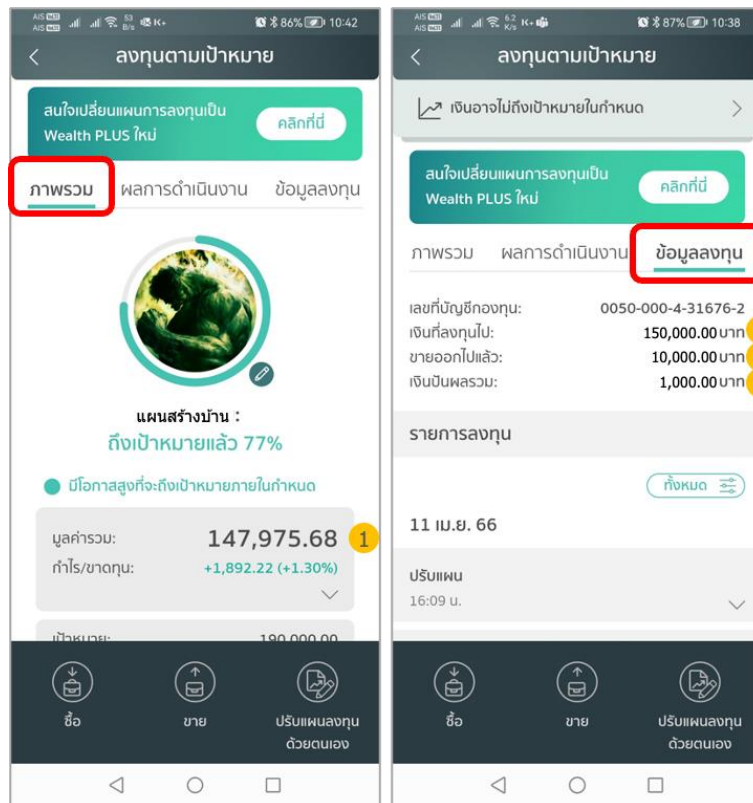 AIS 53 B/s K+ 86% 10:42
AIS
ลงทุนตามเป้าหมาย
สนใจเปลี่ยนแผนการลงทุนเป็น
Wealth PLUS ใหม่
คลิกที่นี่
ภาพรวม ผลการดำเนินงาน ข้อมูลลงทุน
แผนสร้างบ้าน :
ถึงเป้าหมายแล้ว 77%
มีโอกาสสูงที่จะถึงเป้าหมายภายในกำหนด
มูลค่ารวม: 147,975.68 1
กำไร/ขาดทุน: +1,892.22 (+1.30%)
เป้าหมาย: 190,000.00
ซื้อ ขาย ปรับแผนลงทุน
ด้วยตนเอง
AIS 6.2 K/s K+ 87% 10:38
AIS
ลงทุนตามเป้าหมาย
เงินอาจไม่ถึงเป้าหมายในกำหนด
สนใจเปลี่ยนแผนการลงทุนเป็น
Wealth PLUS ใหม่
คลิกที่นี่
ภาพรวม ผลการดำเนินงาน ข้อมูลลงทุน
เลขที่บัญชีกองทุน: 0050-000-4-31676-2
เงินที่ลงทุนไป: 150,000.00 บาท
ขายออกไปแล้ว: 10,000.00 บาท
เงินปันผลรวม: 1,000.00 บาท
รายการลงทุน
ทั้งหมด
11 เม.ย. 66
ปรับแผน
16:09 น.
ซื้อ ขาย ปรับแผนลงทุน
ด้วยตนเอง